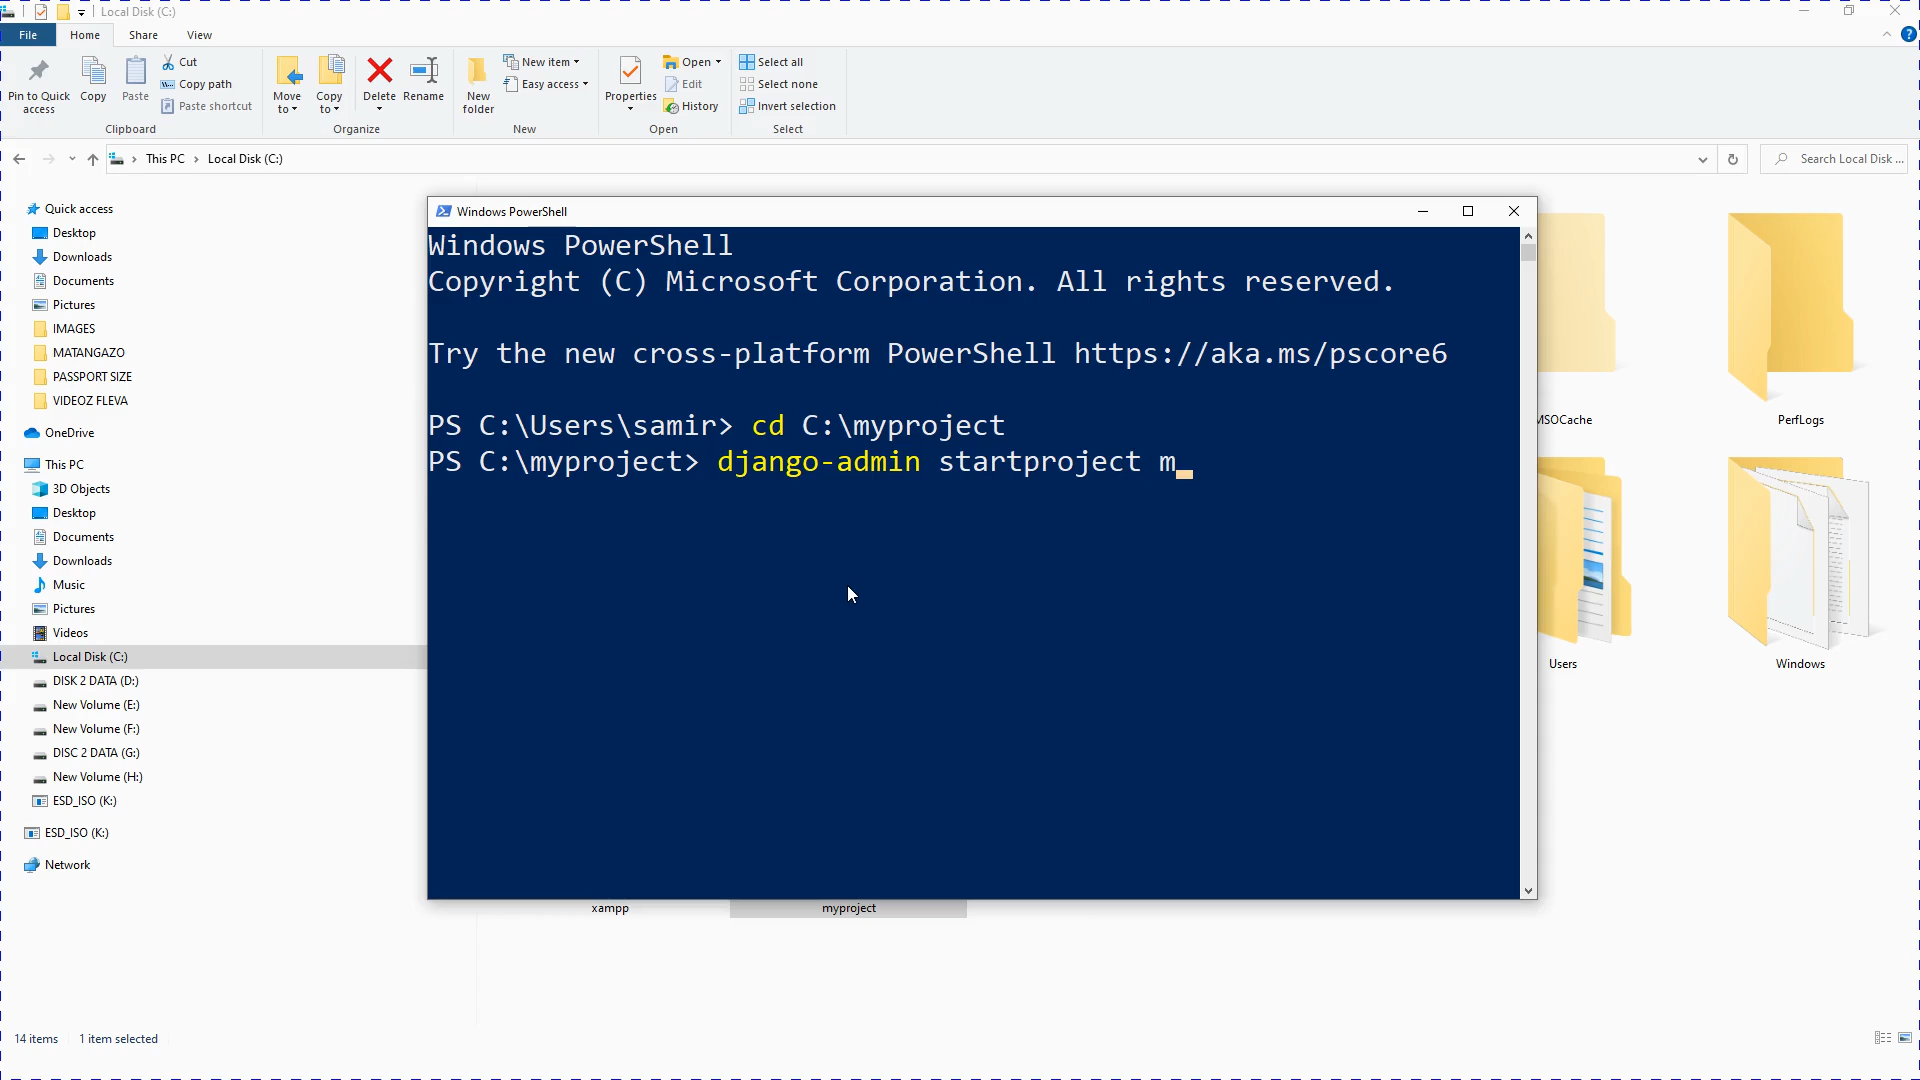 Local Disk (C:)
File Home Share View
Pin to Quick access
Copy
Paste
Cut
Copy path
Paste shortcut
Clipboard
Move to
Copy to
Delete
Rename
Organize
New folder
New item
Easy access
New
Properties
Open
Edit
History
Open
Select all
Select none
Invert selection
Select
This PC Local Disk (C:)
Search Local Disk ...
Quick access
Desktop
Downloads
Documents
Pictures
IMAGES
MATANGAZO
PASSPORT SIZE
VIDEOZ FLEVA
OneDrive
This PC
3D Objects
Desktop
Documents
Downloads
Music
Pictures
Videos
Local Disk (C:)
DISK 2 DATA (D:)
New Volume (E:)
New Volume (F:)
DISC 2 DATA (G:)
New Volume (H:)
ESD_ISO (K:)
ESD_ISO (K:)
Network
Windows PowerShell
Windows PowerShell
Copyright (C) Microsoft Corporation. All rights reserved.
Try the new cross-platform PowerShell https://aka.ms/pscore6
PS C:\Users\samir> cd C:\myproject
PS C:\myproject> django-admin startproject m
MSOCache
PerfLogs
Users
Windows
xampp
myproject
14 items 1 item selected